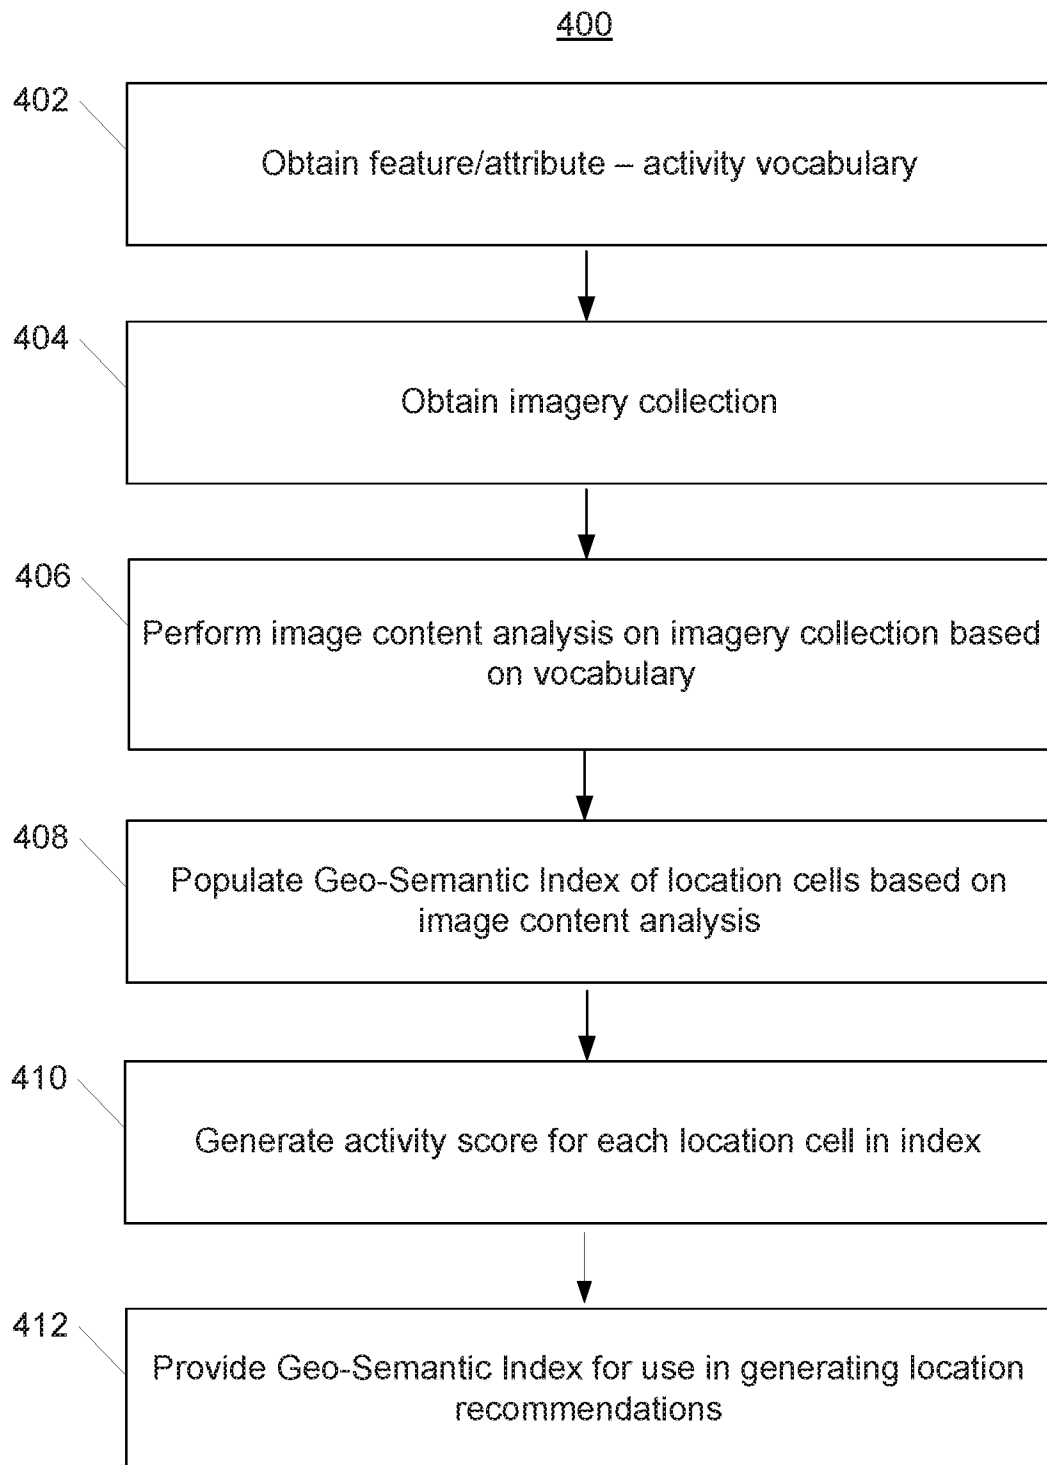 400
402
Obtain feature/attribute – activity vocabulary
404
Obtain imagery collection
406
Perform image content analysis on imagery collection based
on vocabulary
408
Populate Geo-Semantic Index of location cells based on
image content analysis
410
Generate activity score for each location cell in index
412
Provide Geo-Semantic Index for use in generating location
recommendations